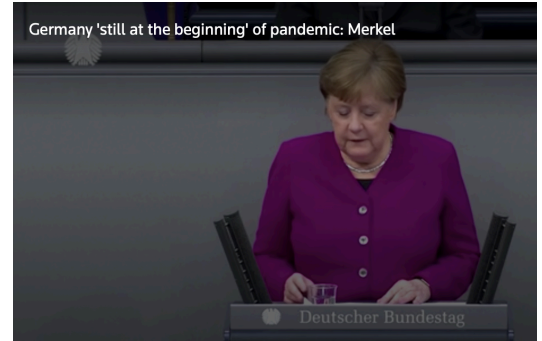 Germany 'still at the beginning' of pandemic: Merkel
Deutscher Bundestag